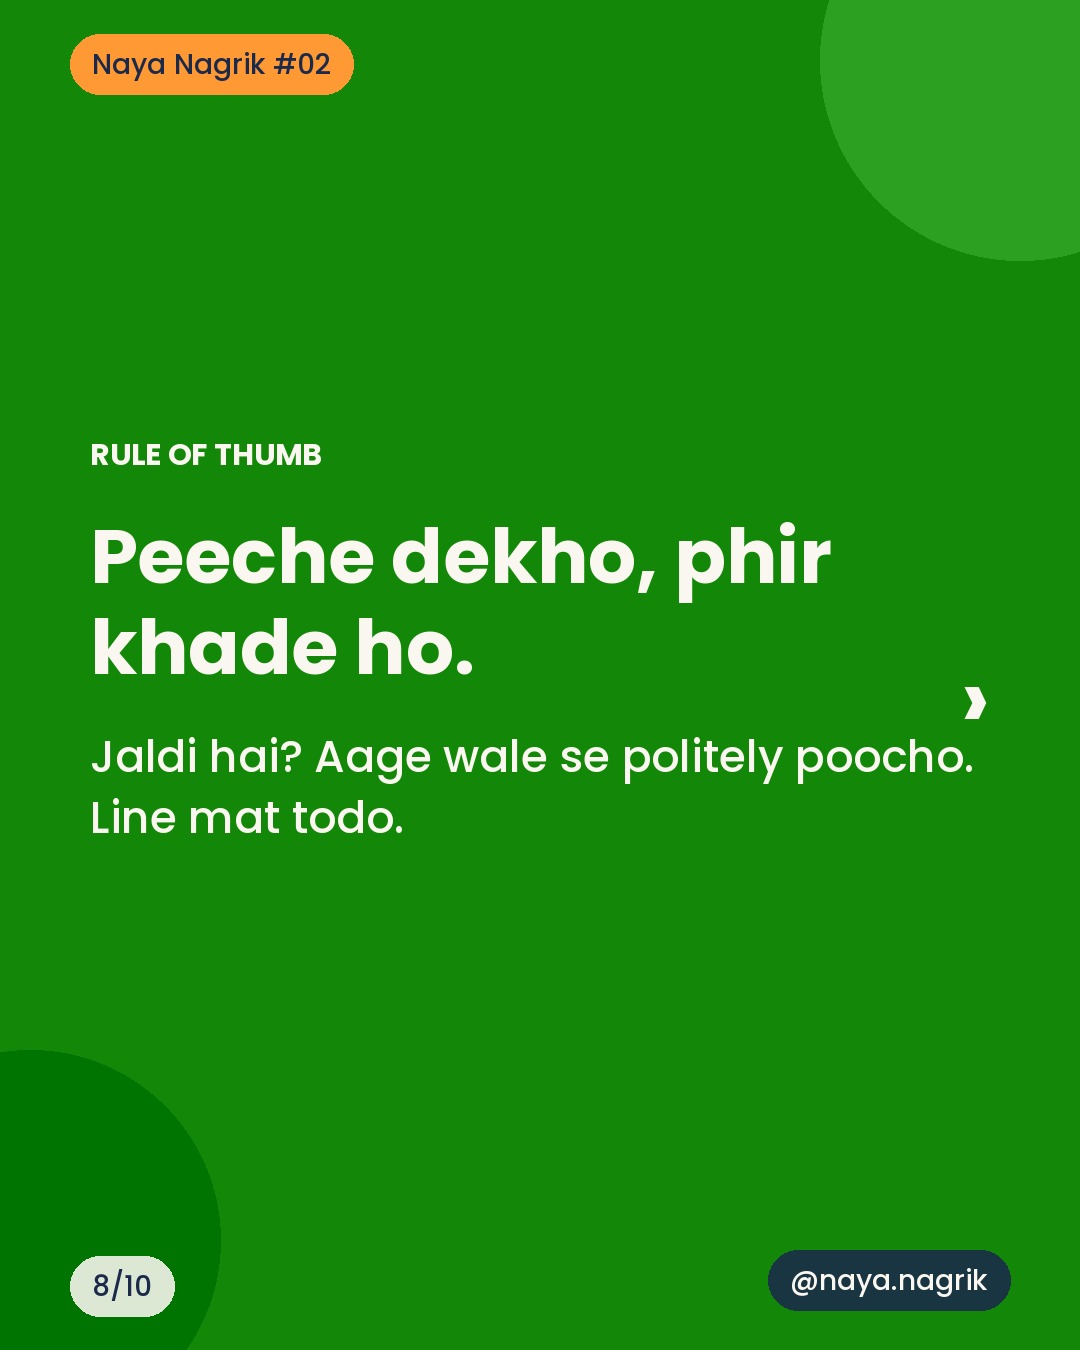 Naya Nagrik #02
RULE OF THUMB
Peeche dekho, phir
khade ho.
Jaldi hai? Aage wale se politely poocho.
Line mat todo.
8/10
@naya.nagrik